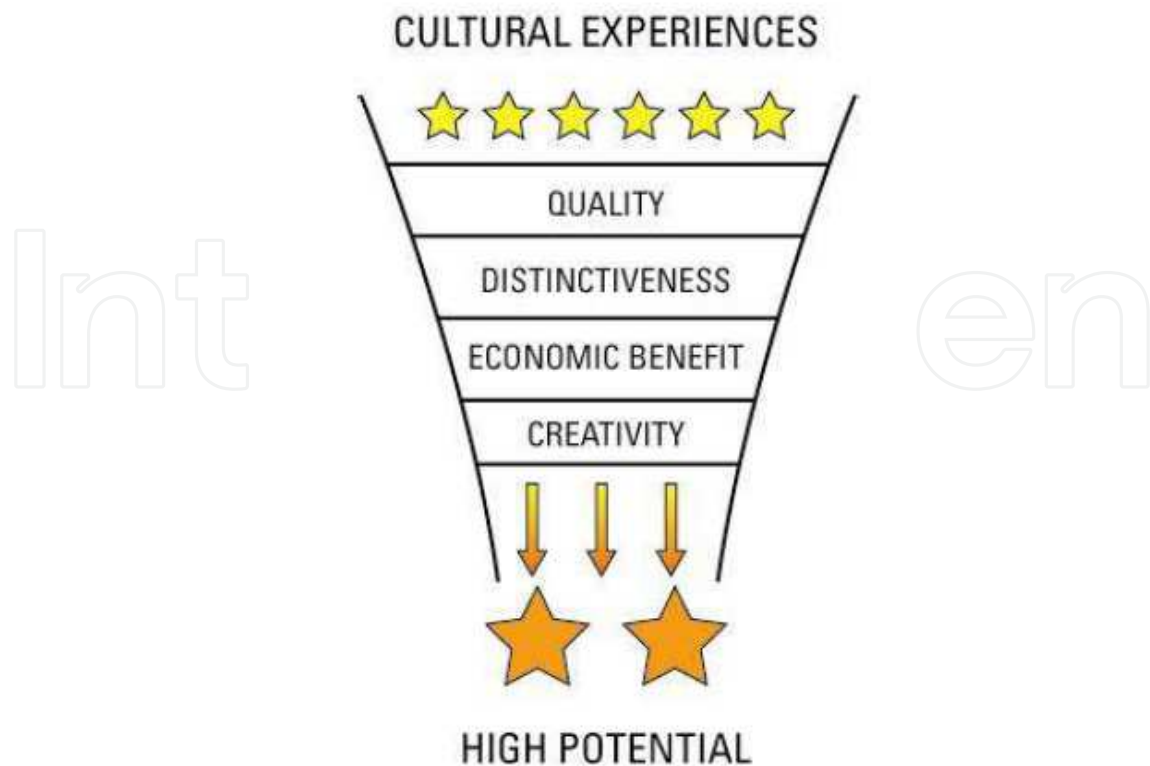 CULTURAL EXPERIENCES
QUALITY
DISTINCTIVENESS
Int
en
ECONOMIC BENEFIT
CREATIVITY
HIGH POTENTIAL